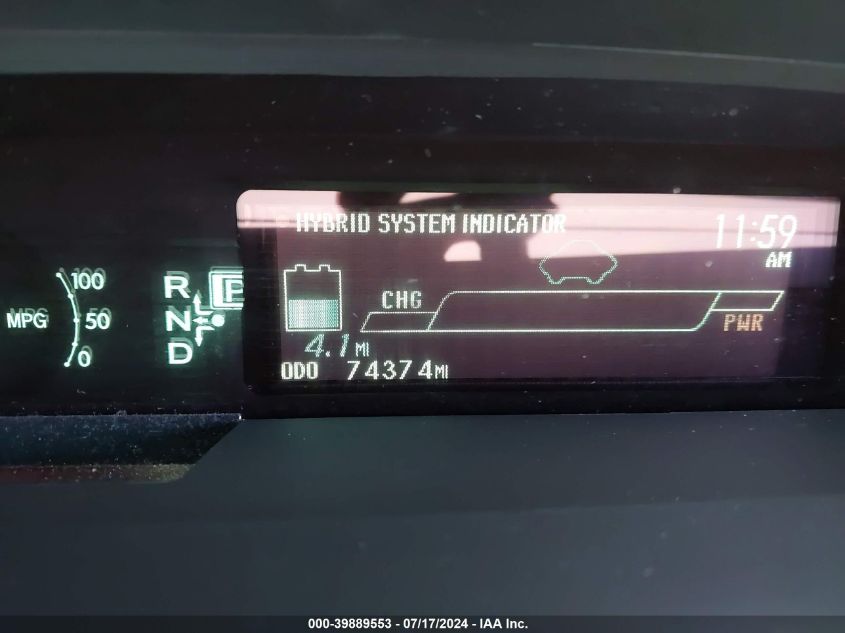 HYBRID SYSTEM INDICATOR
11:59
AM
100
MPG
50
0
R
P
N
D
CHG
PWR
4.1 MI
ODO 74374 MI
000-39889553 - 07/17/2024 - IAA Inc.